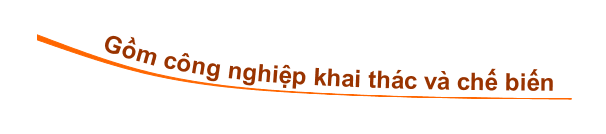 Gồm công nghiệp khai thác và chế biến